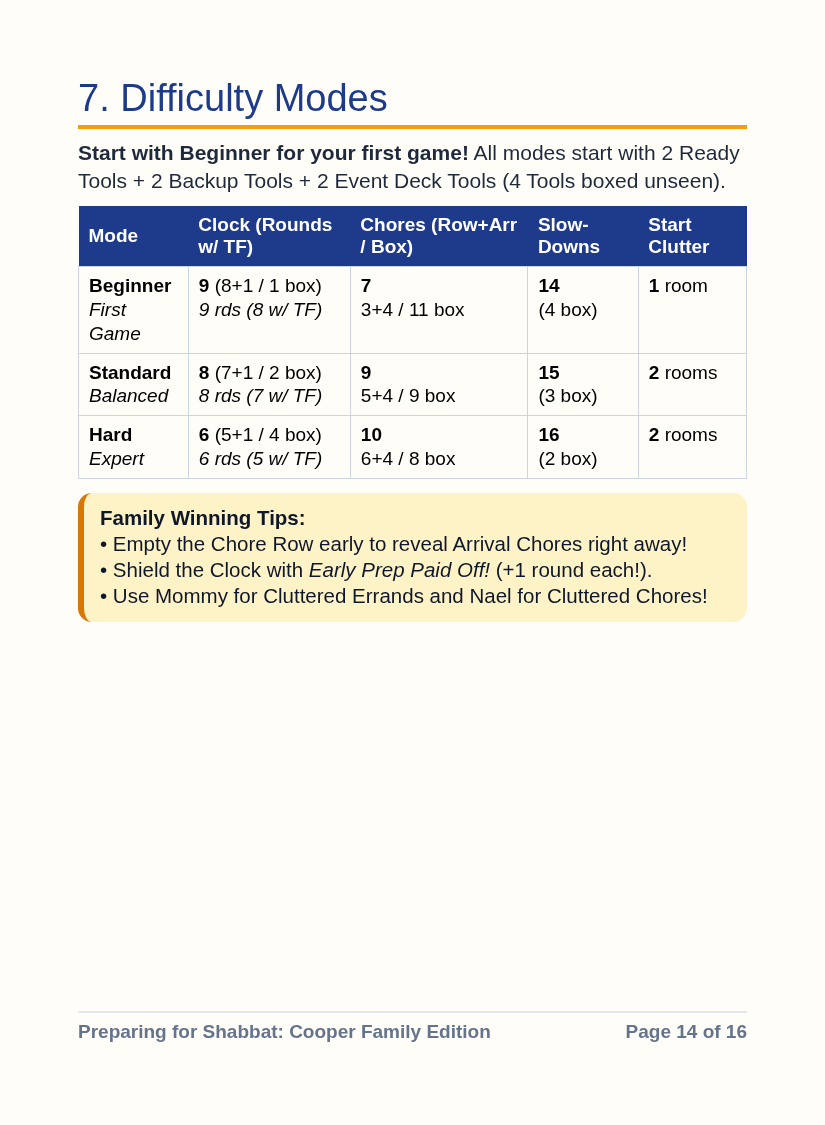 7. Difficulty Modes
Start with Beginner for your first game! All modes start with 2 Ready
Tools + 2 Backup Tools + 2 Event Deck Tools (4 Tools boxed unseen).
Mode
Clock (Rounds
w/ TF)
Chores (Row+Arr
/ Box)
Slow-
Downs
Start
Clutter
Beginner
First
Game
9 (8+1 / 1 box)
9 rds (8 w/ TF)
7
3+4 / 11 box
14
(4 box)
1 room
Standard
Balanced
8 (7+1 / 2 box)
8 rds (7 w/ TF)
9
5+4 / 9 box
15
(3 box)
2 rooms
Hard
Expert
6 (5+1 / 4 box)
6 rds (5 w/ TF)
10
6+4 / 8 box
16
(2 box)
2 rooms
Family Winning Tips:
• Empty the Chore Row early to reveal Arrival Chores right away!
• Shield the Clock with Early Prep Paid Off! (+1 round each!).
• Use Mommy for Cluttered Errands and Nael for Cluttered Chores!
Preparing for Shabbat: Cooper Family Edition
Page 14 of 16